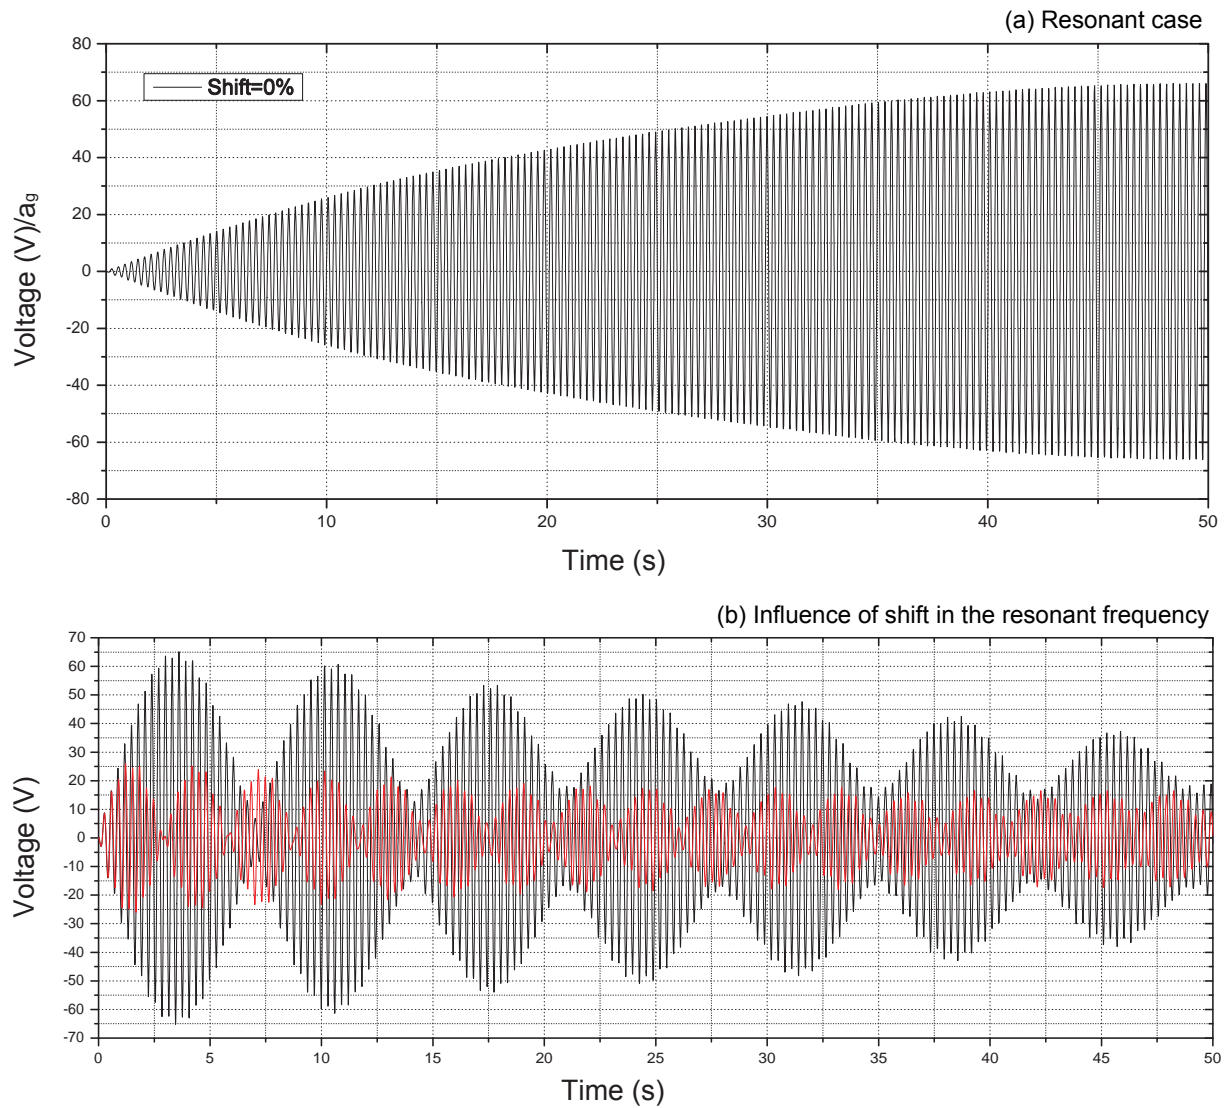 (a) Resonant case
80
60
40
20
0
-20
-40
-60
-80
Shift=0%
Voltage (V)/ag
0 10 20 30 40 50
Time (s)
(b) Influence of shift in the resonant frequency
70
60
50
40
30
20
10
0
-10
-20
-30
-40
-50
-60
-70
Voltage (V)
0 5 10 15 20 25 30 35 40 45 50
Time (s)